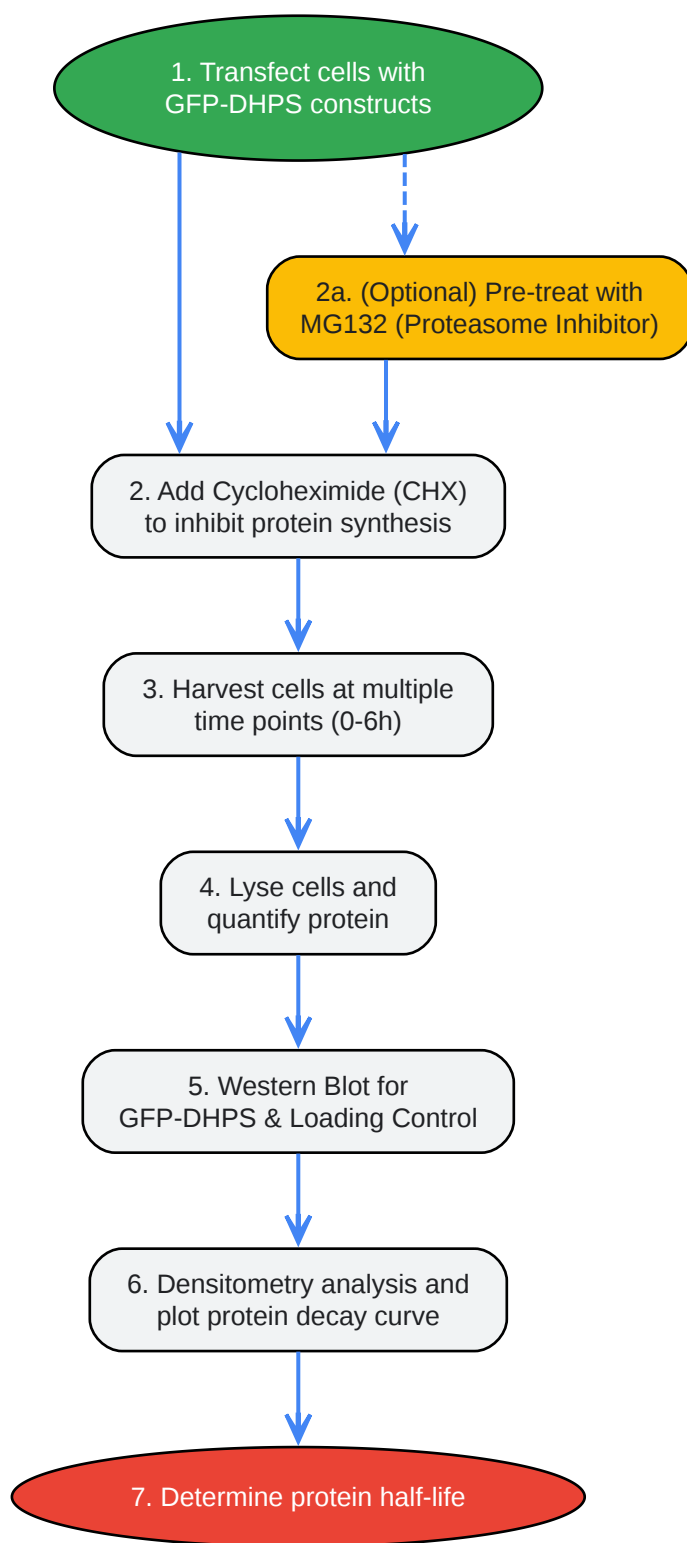 1. Transfect cells with
GFP-DHPS constructs
2a. (Optional) Pre-treat with
MG132 (Proteasome Inhibitor)
2. Add Cycloheximide (CHX)
to inhibit protein synthesis
3. Harvest cells at multiple
time points (0-6h)
4. Lyse cells and
quantify protein
5. Western Blot for
GFP-DHPS & Loading Control
6. Densitometry analysis and
plot protein decay curve
7. Determine protein half-life